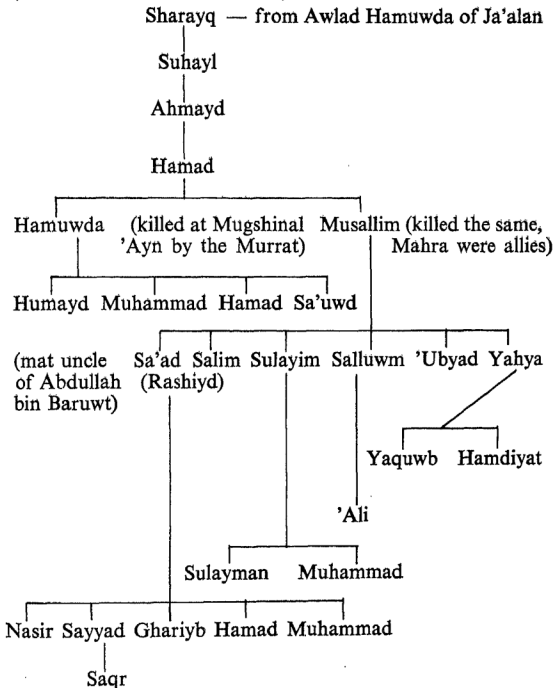 Sharayq — from Awlad Hamuwda of Ja'alan
Suhayl
Ahmayd
Hamad
Hamuwda (killed at Mugshinal Musallim (killed the same,
'Ayn by the Murrat) Mahra were allies)
Humayd Muhammad Hamad Sa'uwd
(mat uncle Sa'ad Salim Sulayim Salluwm 'Ubyad Yahya
of Abdullah (Rashiyd)
bin Baruwt)
Yaquwb Hamdiyat
'Ali
Sulayman Muhammad
Nasir Sayyad Ghariyb Hamad Muhammad
Saqr